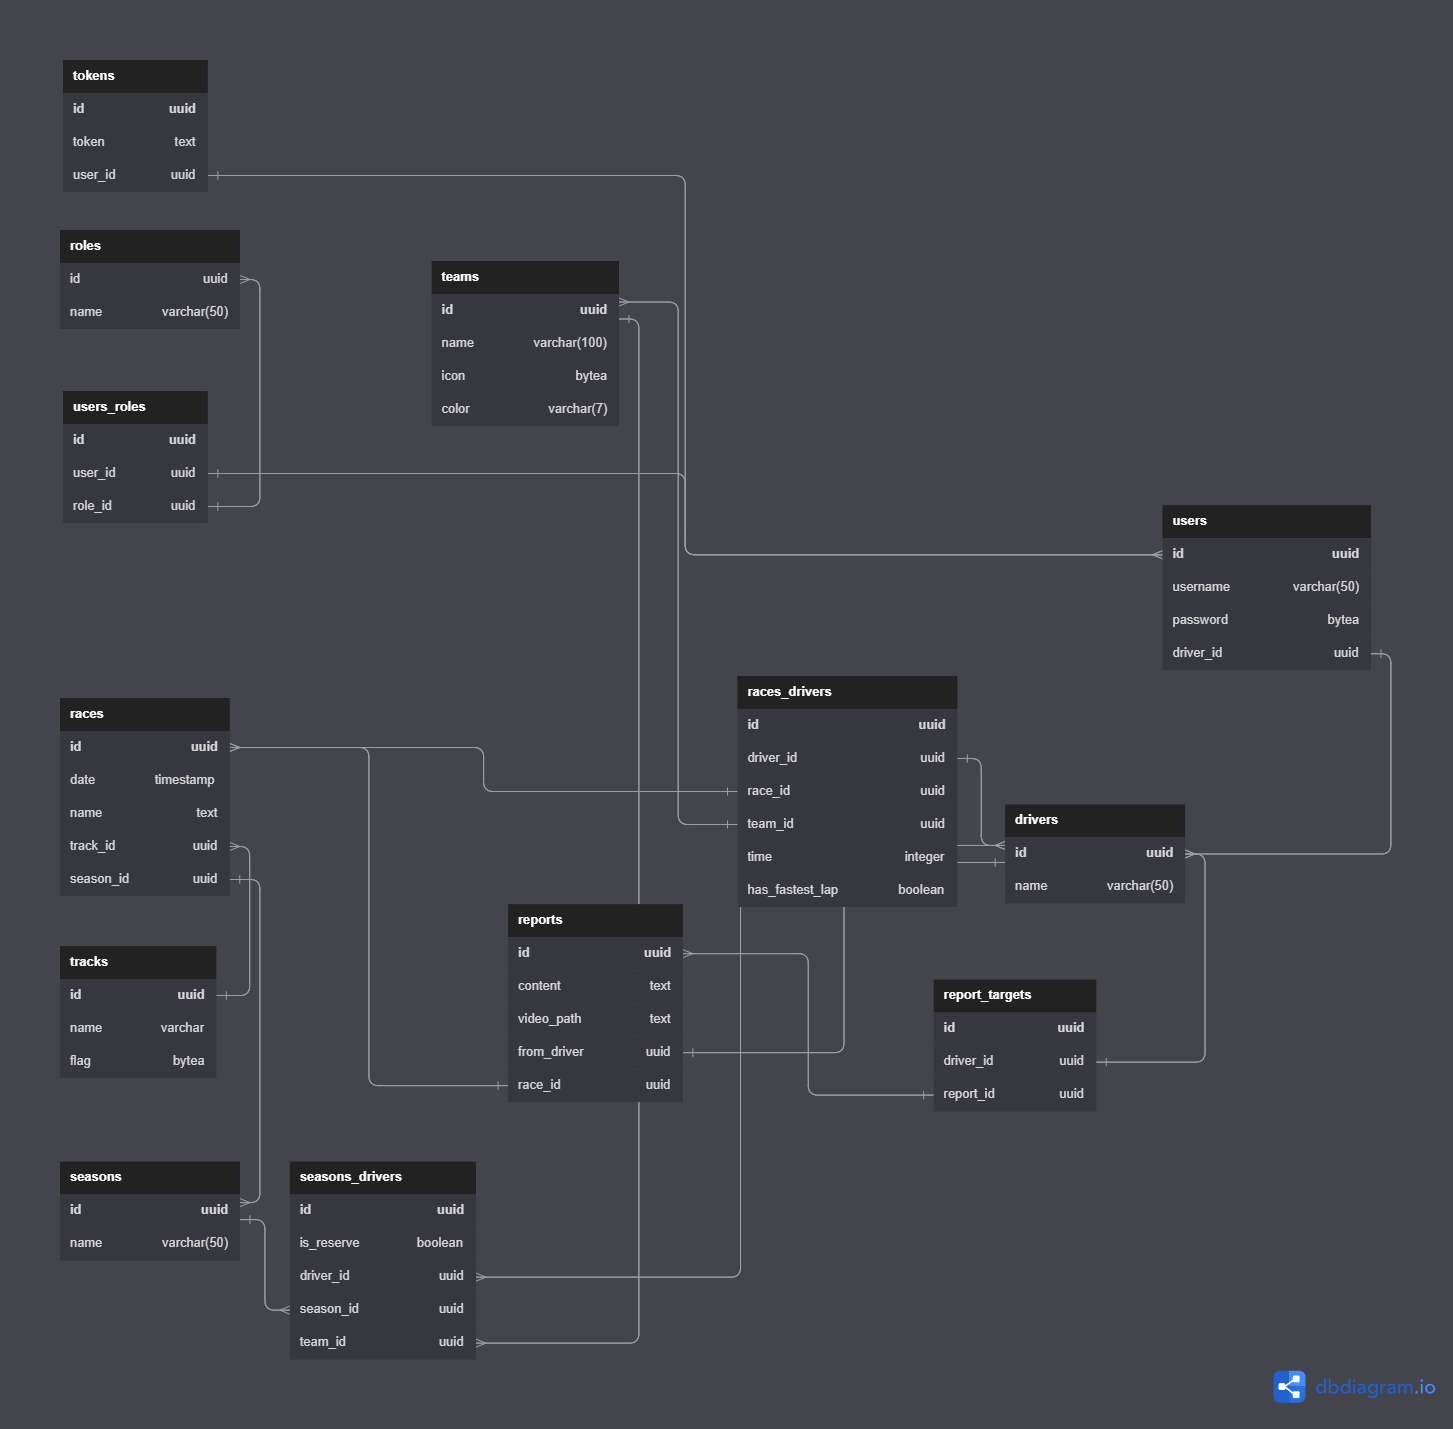 tokens
id uuid
token text
user_id uuid
roles
id uuid
name varchar(50)
teams
id uuid
name varchar(100)
icon bytea
color varchar(7)
users_roles
id uuid
user_id uuid
role_id uuid
users
id uuid
username varchar(50)
password bytea
driver_id uuid
races
id uuid
date timestamp
name text
track_id uuid
season_id uuid
races_drivers
id uuid
driver_id uuid
race_id uuid
team_id uuid
time integer
has_fastest_lap boolean
drivers
id uuid
name varchar(50)
reports
id uuid
content text
video_path text
from_driver uuid
race_id uuid
tracks
id uuid
name varchar
flag bytea
report_targets
id uuid
driver_id uuid
report_id uuid
seasons
id uuid
name varchar(50)
seasons_drivers
id uuid
is_reserve boolean
driver_id uuid
season_id uuid
team_id uuid
dbdiagram.io